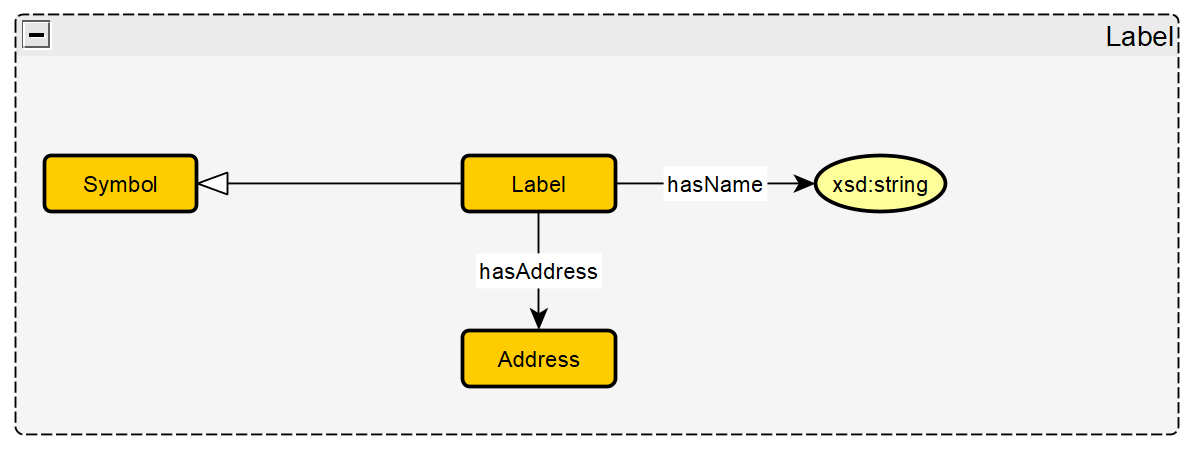 Label
Symbol
Label
hasName
xsd:string
hasAddress
Address